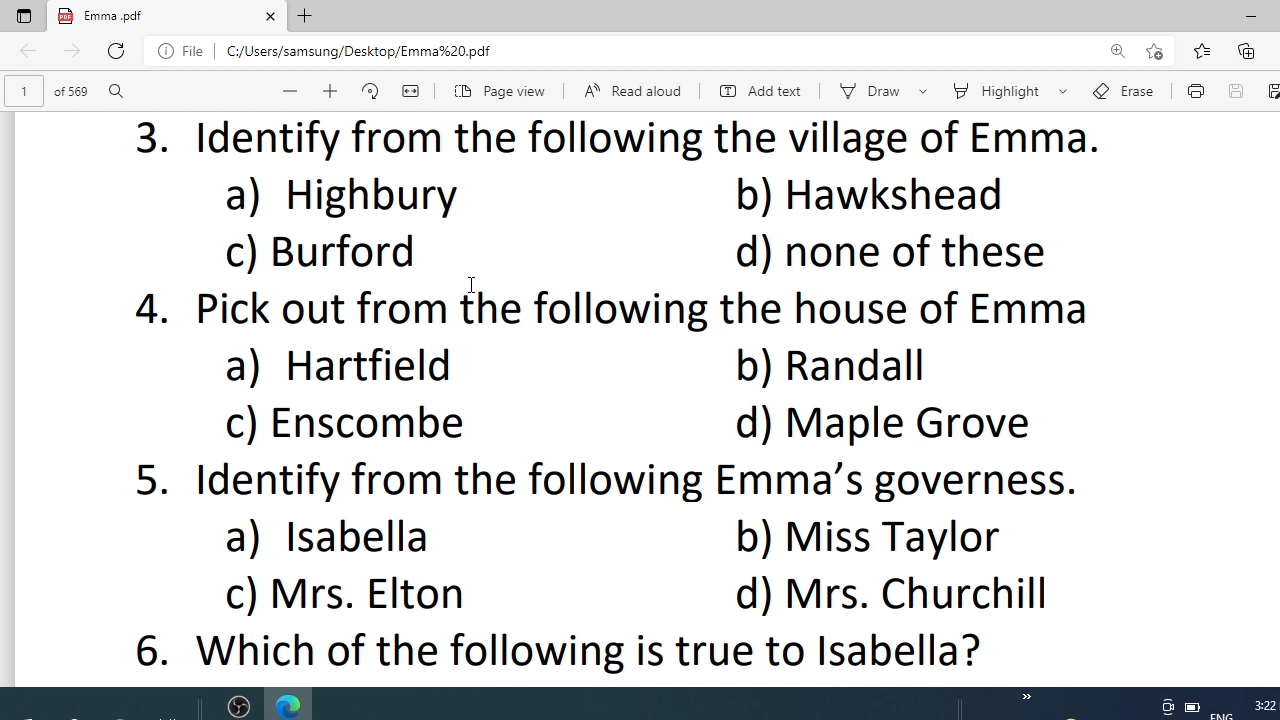 Emma .pdf
File C:/Users/samsung/Desktop/Emma%20.pdf
1 of 569 Page view Read aloud Add text Draw Highlight Erase
3. Identify from the following the village of Emma.
a) Highbury b) Hawkshead
c) Burford d) none of these
4. Pick out from the following the house of Emma
a) Hartfield b) Randall
c) Enscombe d) Maple Grove
5. Identify from the following Emma’s governess.
a) Isabella b) Miss Taylor
c) Mrs. Elton d) Mrs. Churchill
6. Which of the following is true to Isabella?
3:22
ENG